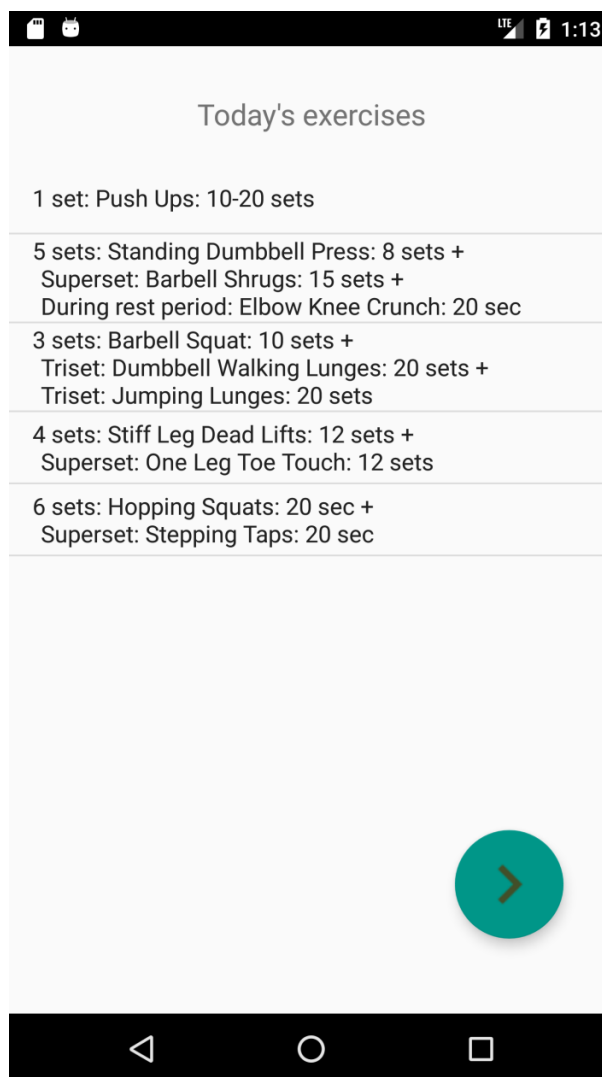 LTE 1:13
Today's exercises
1 set: Push Ups: 10-20 sets
5 sets: Standing Dumbbell Press: 8 sets +
Superset: Barbell Shrugs: 15 sets +
During rest period: Elbow Knee Crunch: 20 sec
3 sets: Barbell Squat: 10 sets +
Triset: Dumbbell Walking Lunges: 20 sets +
Triset: Jumping Lunges: 20 sets
4 sets: Stiff Leg Dead Lifts: 12 sets +
Superset: One Leg Toe Touch: 12 sets
6 sets: Hopping Squats: 20 sec +
Superset: Stepping Taps: 20 sec